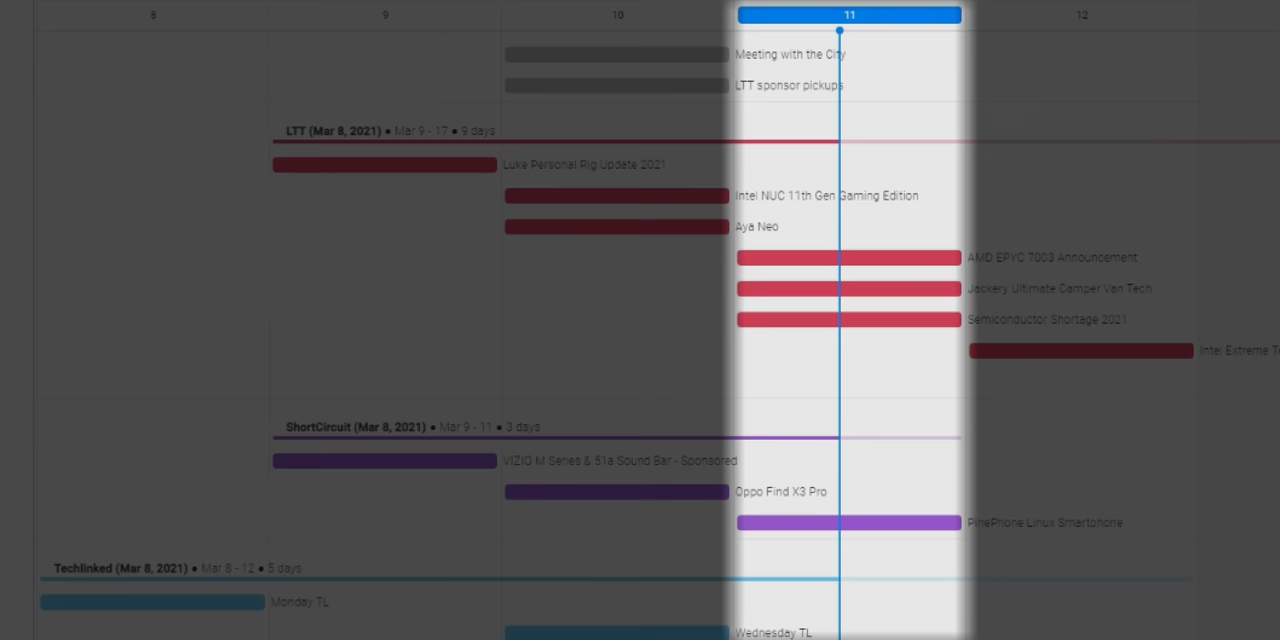 8 9 10 11 12
Meeting with the City
LTT sponsor pickups
LTT (Mar 8, 2021) • Mar 9 - 17 • 9 days
Luke Personal Rig Update 2021
Intel NUC 11th Gen Gaming Edition
Aya Neo
AMD EPYC 7003 Announcement
Jackery Ultimate Camper Van Tech
Semiconductor Shortage 2021
Intel Extreme
ShortCircuit (Mar 8, 2021) • Mar 9 - 11 • 3 days
VIZIO M Series & 51a Sound Bar - Sponsored
Oppo Find X3 Pro
PinePhone Linux Smartphone
Techlinked (Mar 8, 2021) • Mar 8 - 12 • 5 days
Monday TL
Wednesday TL